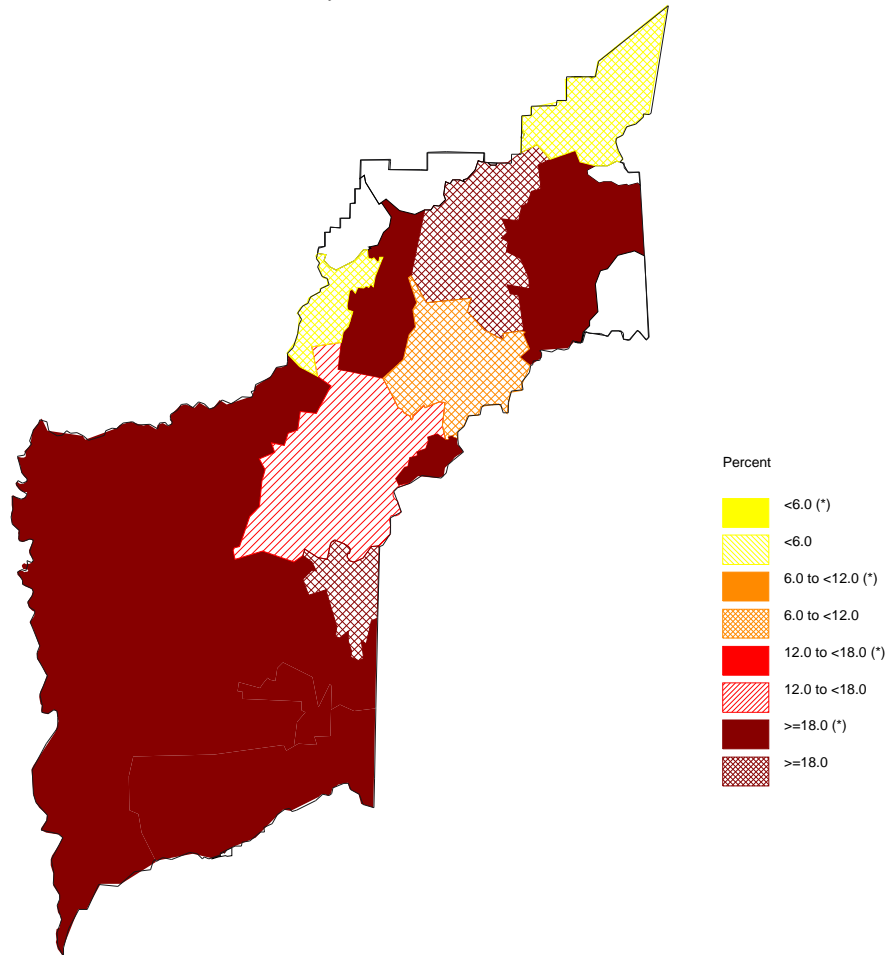 Percent
<6.0 (*)
<6.0
6.0 to <12.0 (*)
6.0 to <12.0
12.0 to <18.0 (*)
12.0 to <18.0
>=18.0 (*)
>=18.0